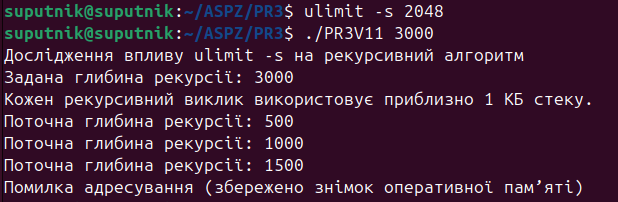 suputnik@suputnik:~/ASPZ/PR3$ ulimit -s 2048
suputnik@suputnik:~/ASPZ/PR3$ ./PR3V11 3000
Дослідження впливу ulimit -s на рекурсивний алгоритм
Задана глибина рекурсії: 3000
Кожен рекурсивний виклик використовує приблизно 1 КБ стеку.
Поточна глибина рекурсії: 500
Поточна глибина рекурсії: 1000
Поточна глибина рекурсії: 1500
Помилка адресування (збережено знімок оперативної пам’яті)